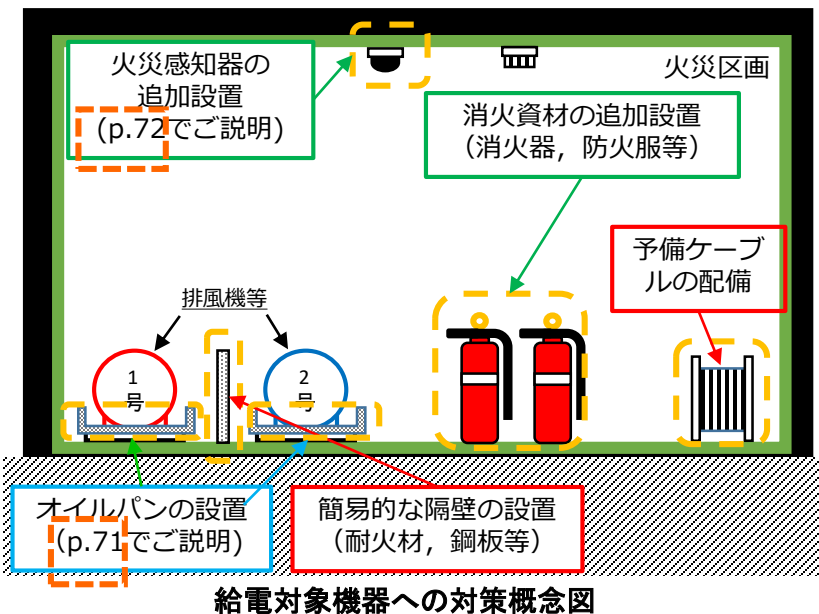 火災感知器の
追加設置
(p.72でご説明)
火災区画
消火資材の追加設置
（消火器，防火服等）
予備ケーブ
ルの配備
排風機等
1
号
2
号
オイルパンの設置
(p.71でご説明)
簡易的な隔壁の設置
（耐火材，鋼板等）
給電対象機器への対策概念図